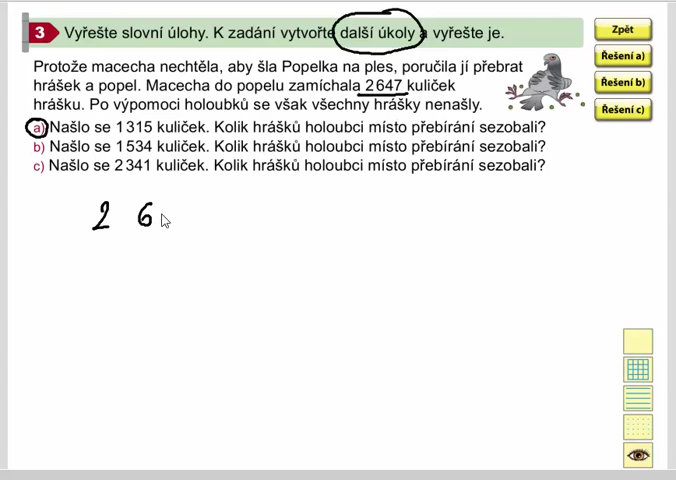 3 Vyřešte slovní úlohy. K zadání vytvořte další úkoly a vyřešte je.
Protože macecha nechtěla, aby šla Popelka na ples, poručila jí přebrat
hrášek a popel. Macecha do popelu zamíchala 2 647 kuliček
hrášku. Po výpomoci holoubků se však všechny hrášky nenašly.
a) Našlo se 1 315 kuliček. Kolik hrášků holoubci místo přebírání sezobali?
b) Našlo se 1 534 kuliček. Kolik hrášků holoubci místo přebírání sezobali?
c) Našlo se 2 341 kuliček. Kolik hrášků holoubci místo přebírání sezobali?
2 6
Zpět
Řešení a)
Řešení b)
Řešení c)